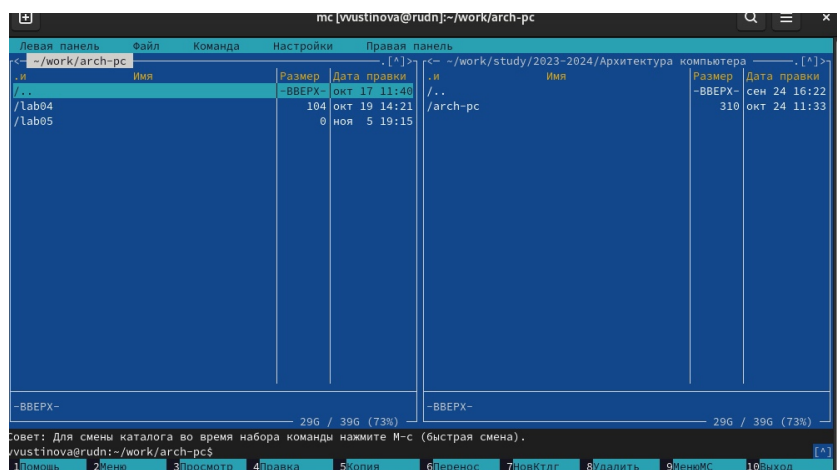 mc [vvustinova@rudn]:~/work/arch-pc
Левая панель Файл Команда Настройки Правая панель
<— ~/work/arch-pc .[^]>
.и Имя Размер Дата правки
/.. -ВВЕРХ- окт 17 11:40
/lab04 104 окт 19 14:21
/lab05 0 ноя 5 19:15
-ВВЕРХ-
29G / 39G (73%)
<— ~/work/study/2023-2024/Архитектура компьютера .[^]>
.и Имя Размер Дата правки
/.. -ВВЕРХ- сен 24 16:22
/arch-pc 310 окт 24 11:33
-ВВЕРХ-
29G / 39G (73%)
Совет: Для смены каталога во время набора команды нажмите M-c (быстрая смена).
vvustinova@rudn:~/work/arch-pc$ [^]
1Помощь 2Меню 3Просмотр 4Правка 5Копия 6Перенос 7НовКтлг 8Удалить 9МенюMC 10Выход